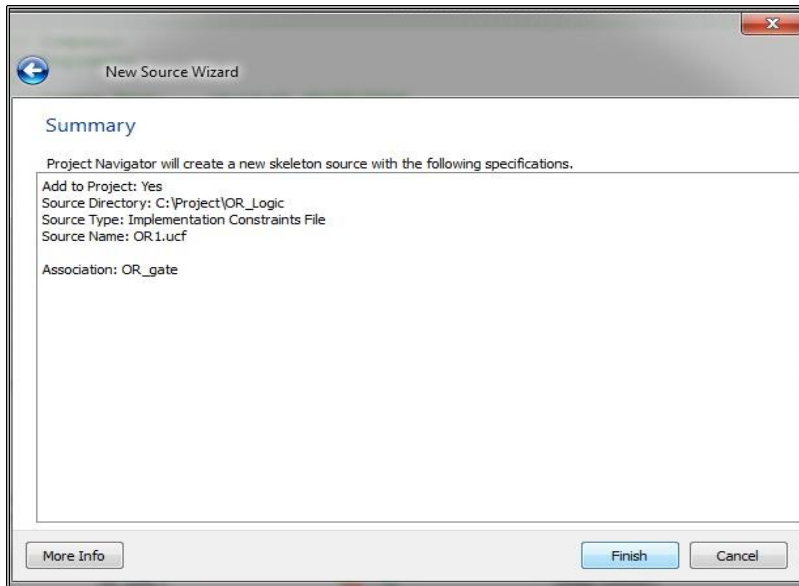 New Source Wizard
Summary
Project Navigator will create a new skeleton source with the following specifications.
Add to Project: Yes
Source Directory: C:\Project\OR_Logic
Source Type: Implementation Constraints File
Source Name: OR1.ucf
Association: OR_gate
More Info
Finish
Cancel